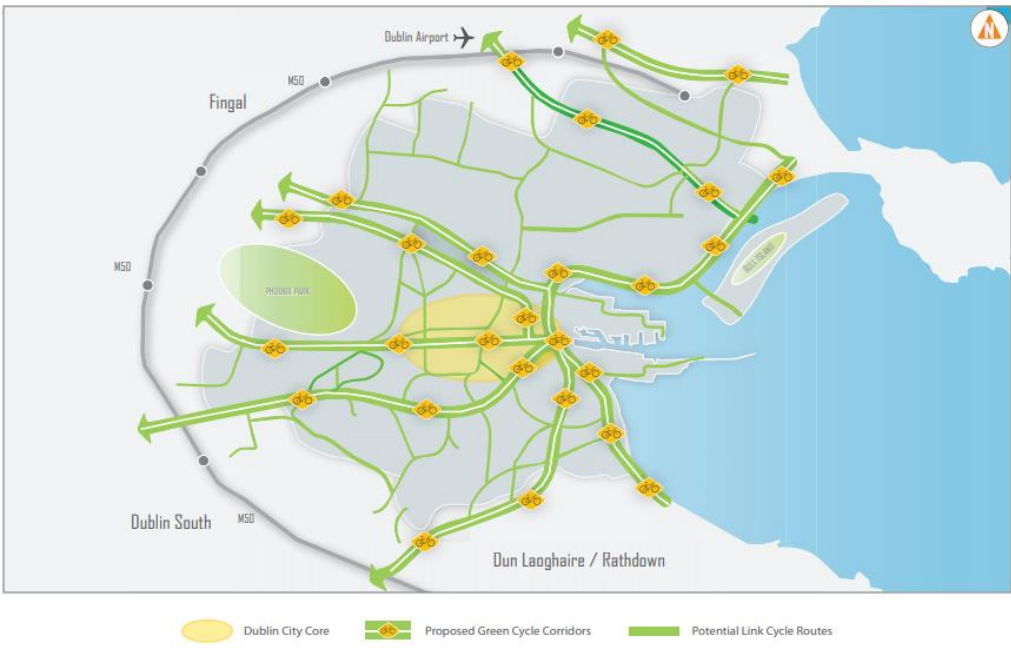 N
Dublin Airport
M50
Fingal
M50
PHOENIX PARK
BULL ISLAND
Dublin South
M50
Dun Laoghaire / Rathdown
Dublin City Core
Proposed Green Cycle Corridors
Potential Link Cycle Routes